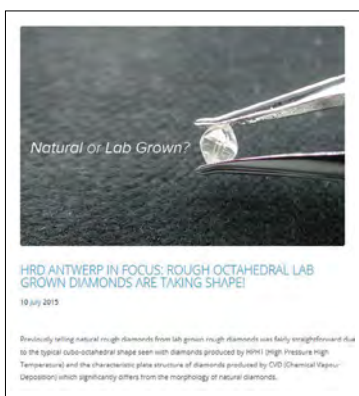 Natural or Lab Grown?
HRD ANTWERP IN FOCUS: ROUGH OCTAHEDRAL LAB
GROWN DIAMONDS ARE TAKING SHAPE!
10 July 2015
Previously telling natural rough diamonds from lab grown rough diamonds was fairly straightforward due
to the typical cubo-octahedral shape seen with diamonds produced by HPHT (High Pressure High
Temperature) and the characteristic plate structure of diamonds produced by CVD (Chemical Vapour
Deposition) which significantly differs from the morphology of natural diamonds.